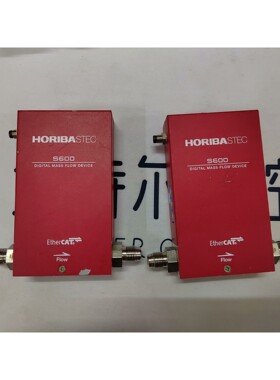 HORIBASTEC
S600
DIGITAL MASS FLOW DEVICE
EtherCAT
Flow
HORIBASTEC
S600
DIGITAL MASS FLOW DEVICE
EtherCAT
Flow